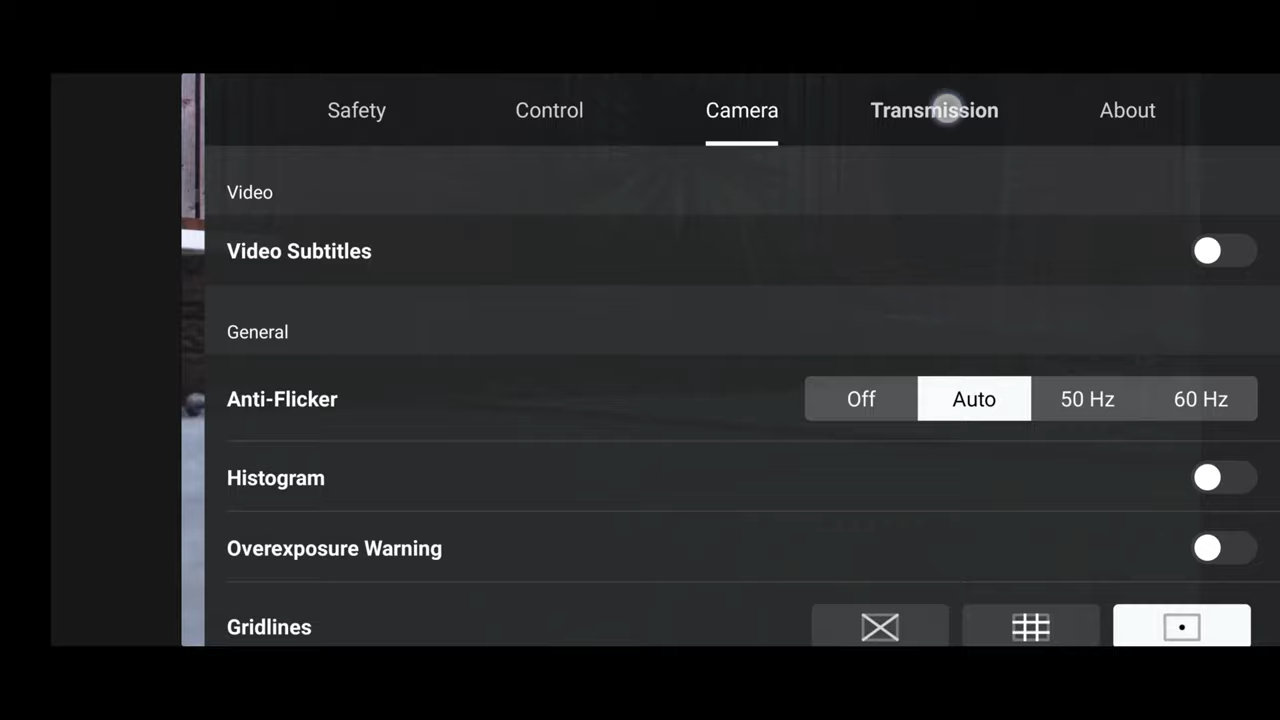 Safety Control Camera Transmission About
Video
Video Subtitles
General
Anti-Flicker Off Auto 50 Hz 60 Hz
Histogram
Overexposure Warning
Gridlines